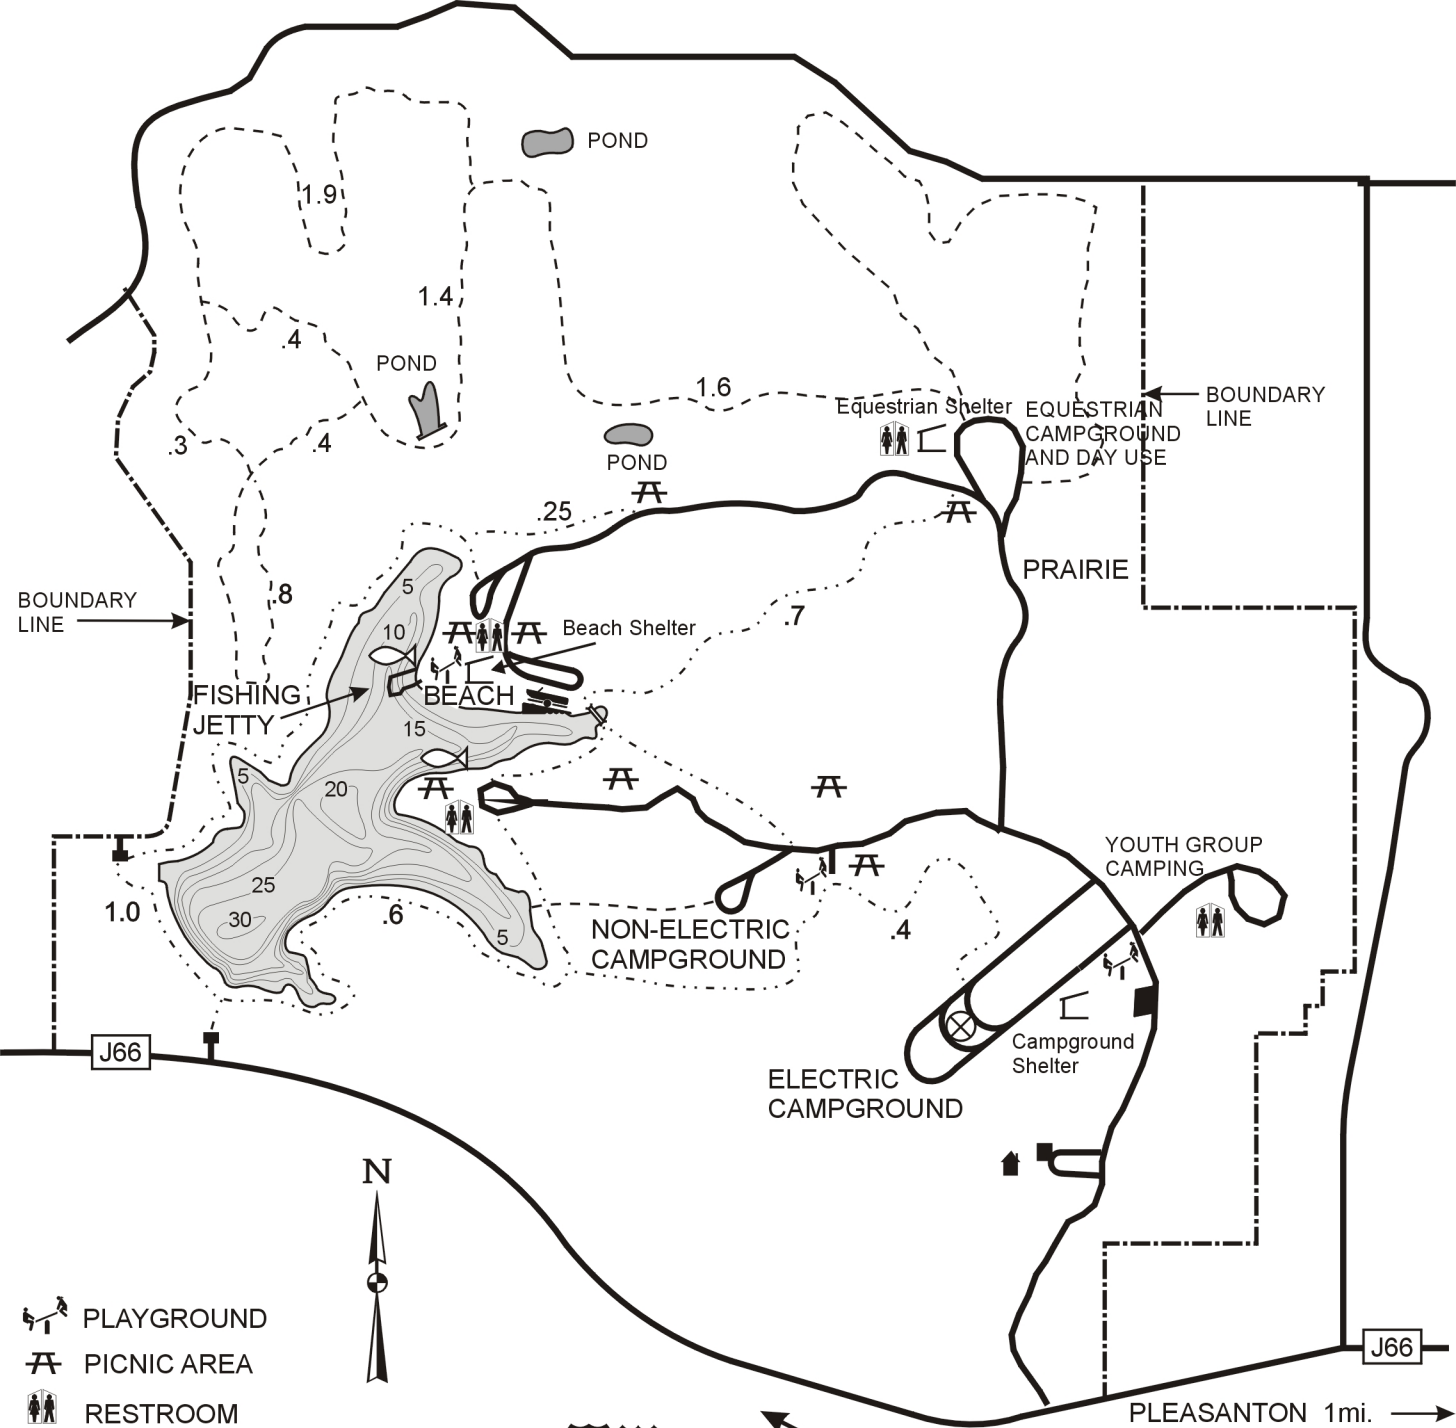 POND
1.9
1.4
.4
POND
1.6
BOUNDARY
LINE
Equestrian Shelter
EQUESTRIAN
CAMPGROUND
AND DAY USE
.3
.4
POND
.25
PRAIRIE
5
.8
BOUNDARY
LINE
.7
10
Beach Shelter
FISHING
JETTY
BEACH
15
5
20
YOUTH GROUP
CAMPING
25
1.0
30
.6
5
NON-ELECTRIC
CAMPGROUND
.4
J66
Campground
Shelter
ELECTRIC
CAMPGROUND
N
PLAYGROUND
PICNIC AREA
RESTROOM
J66
PLEASANTON 1mi.